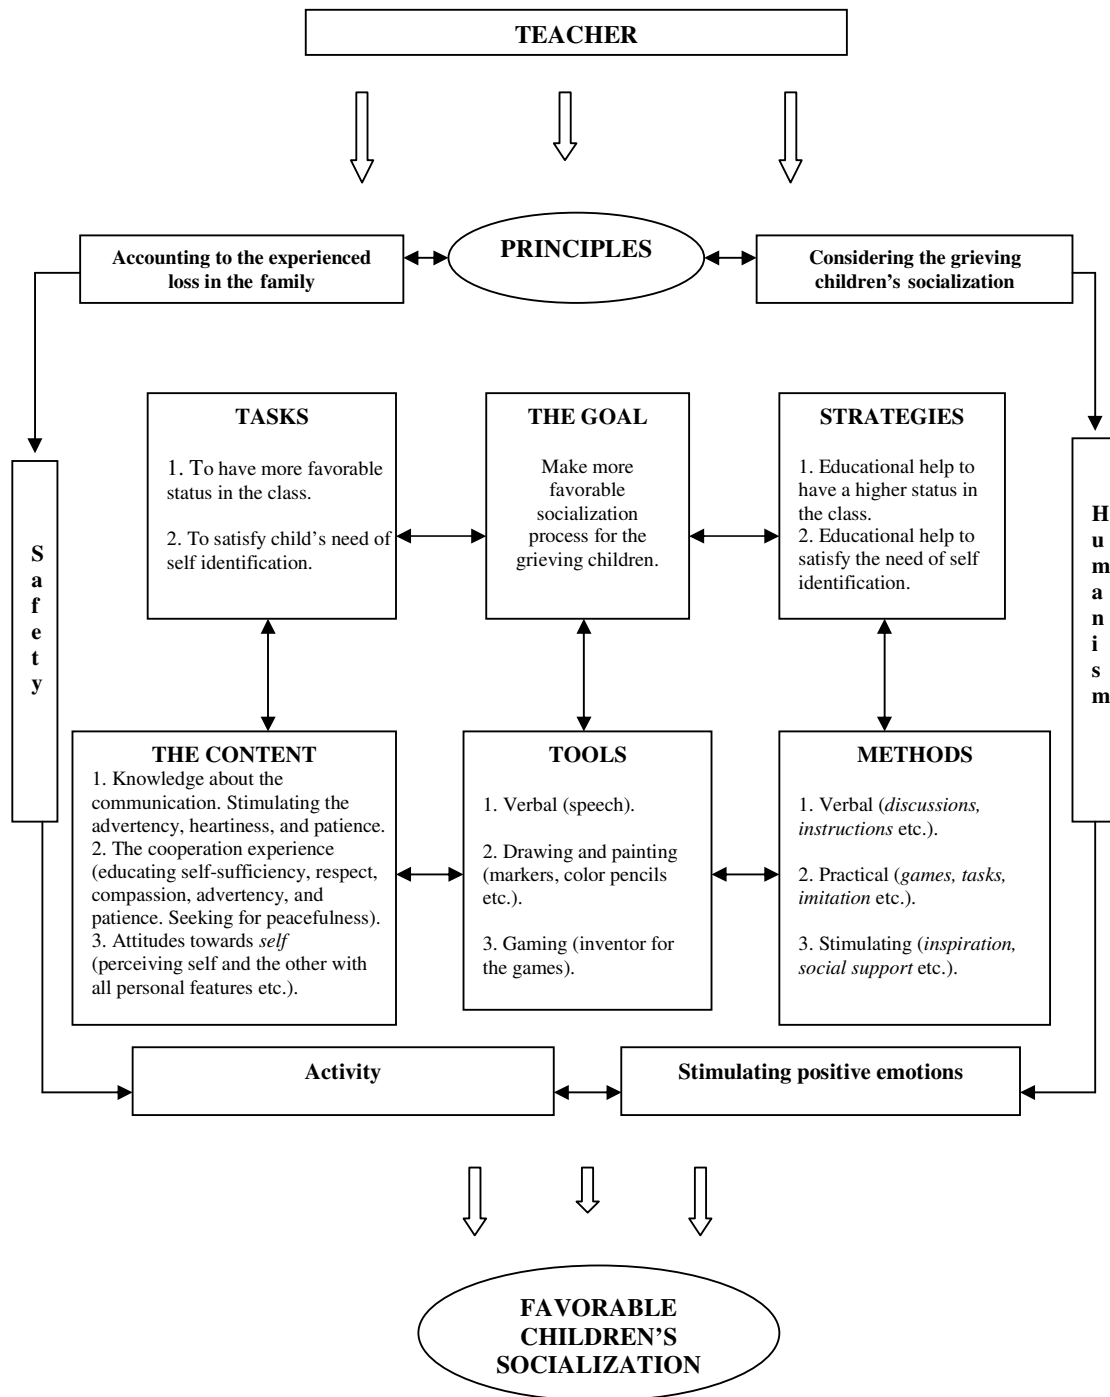 TEACHER
PRINCIPLES
Accounting to the experienced
loss in the family
Considering the grieving
children's socialization
TASKS
1. To have more favorable
status in the class.
2. To satisfy child's need of
self identification.
THE GOAL
Make more
favorable
socialization
process for the
grieving children.
STRATEGIES
1. Educational help to
have a higher status in
the class.
2. Educational help to
satisfy the need of self
identification.
S
a
f
e
t
y
H
u
m
a
n
i
s
m
THE CONTENT
1. Knowledge about the
communication. Stimulating the
advertency, heartiness, and patience.
2. The cooperation experience
(educating self-sufficiency, respect,
compassion, advertency, and
patience. Seeking for peacefulness).
3. Attitudes towards self
(perceiving self and the other with
all personal features etc.).
TOOLS
1. Verbal (speech).
2. Drawing and painting
(markers, color pencils
etc.).
3. Gaming (inventor for
the games).
METHODS
1. Verbal (discussions,
instructions etc.).
2. Practical (games, tasks,
imitation etc.).
3. Stimulating (inspiration,
social support etc.).
Activity
Stimulating positive emotions
FAVORABLE
CHILDREN'S
SOCIALIZATION